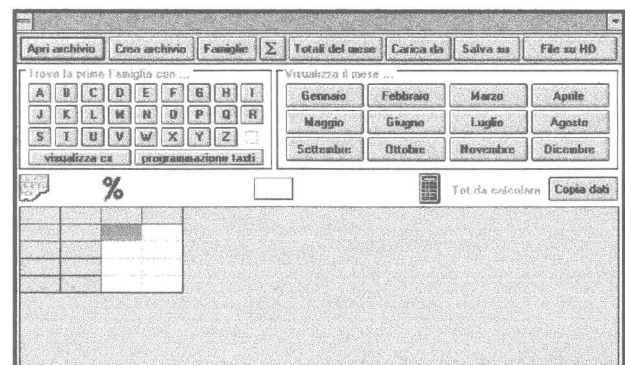 Apri archivio Crea archivio Famiglie Σ Totali del mese Carica da Salva su File su HD
Trova la prima Famiglia con ...
Visualizza il mese ...
A B C D E F G H I
J K L M N O P Q R
S T U V W X Y Z
visualizza cx programmazione tasti
Gennaio Febbraio Marzo Aprile
Maggio Giugno Luglio Agosto
Settembre Ottobre Novembre Dicembre
% Tot.da calcolare Copia dati